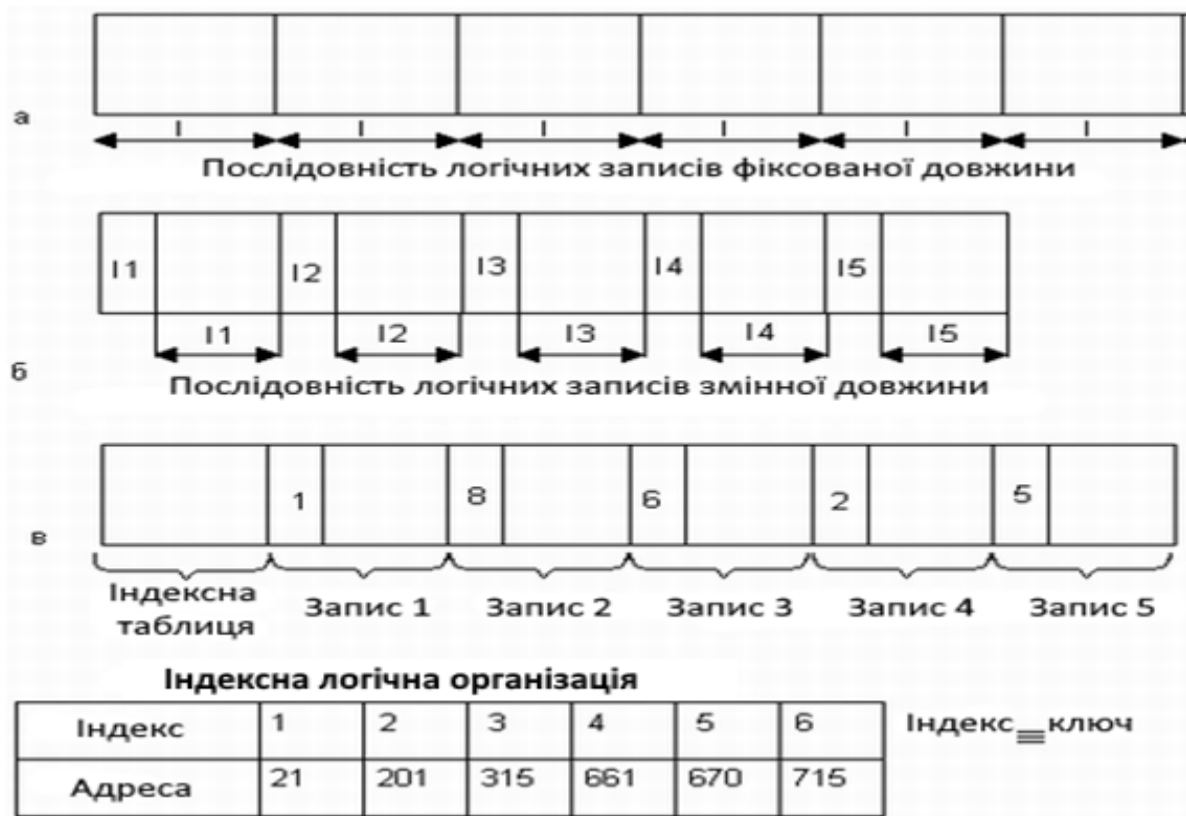 а
l l l l l l
Послідовність логічних записів фіксованої довжини
l1 l2 l3 l4 l5
l1 l2 l3 l4 l5
б
Послідовність логічних записів змінної довжини
1 8 6 2 5
в
Індексна таблиця
Запис 1 Запис 2 Запис 3 Запис 4 Запис 5
Індексна логічна організація
Індекс 1 2 3 4 5 6
Індекс≡ключ
Адреса 21 201 315 661 670 715